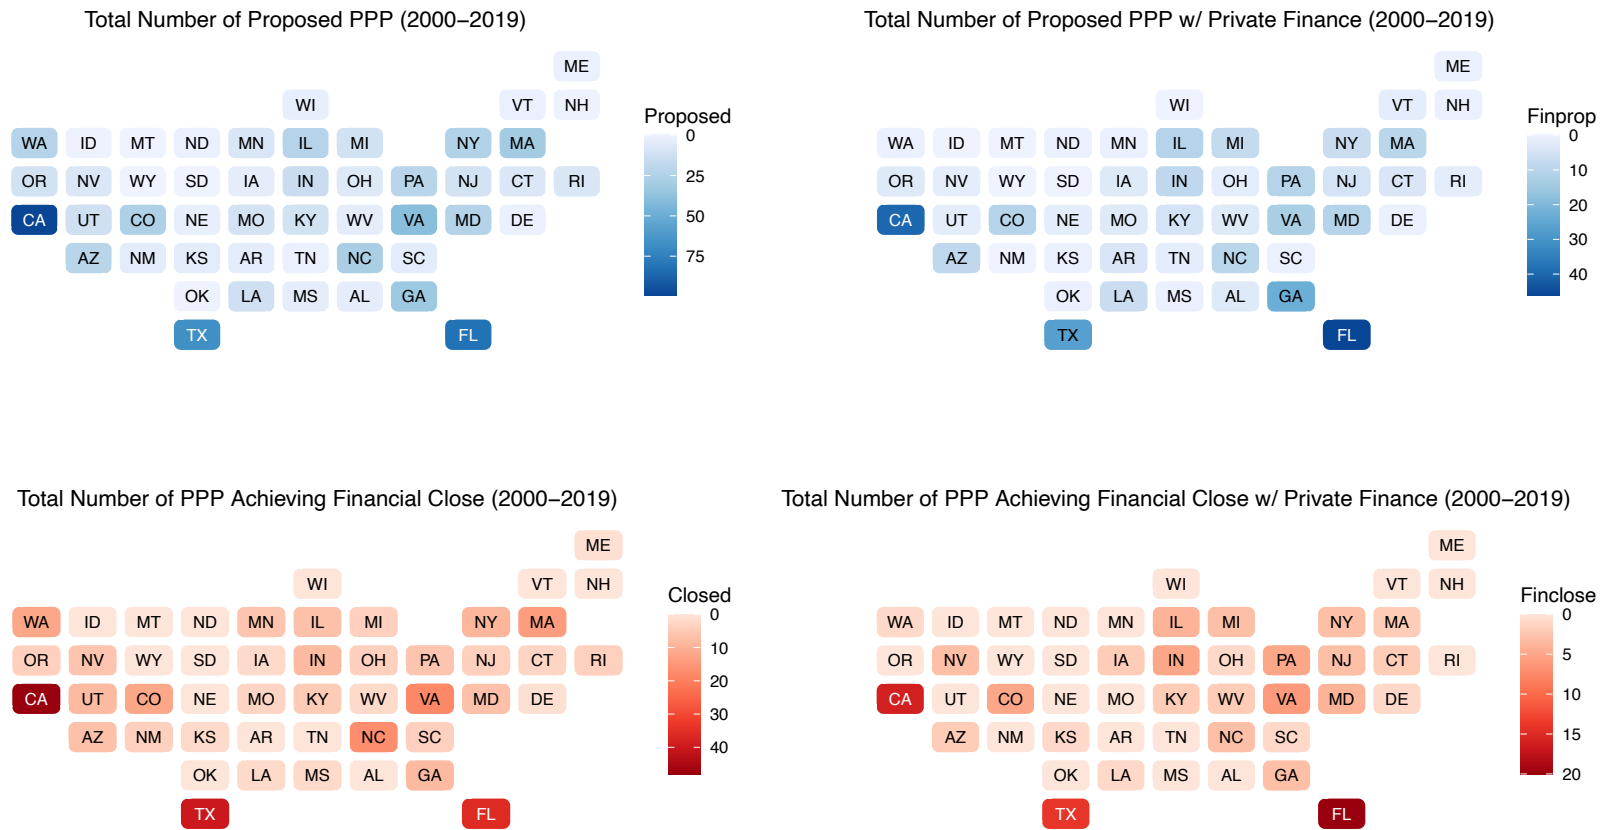 Total Number of Proposed PPP (2000−2019)
ME
WI VT NH
WA ID MT ND MN IL MI NY MA
OR NV WY SD IA IN OH PA NJ CT RI
CA UT CO NE MO KY WV VA MD DE
AZ NM KS AR TN NC SC
OK LA MS AL GA
TX FL
Proposed
0
25
50
75
Total Number of Proposed PPP w/ Private Finance (2000−2019)
ME
WI VT NH
WA ID MT ND MN IL MI NY MA
OR NV WY SD IA IN OH PA NJ CT RI
CA UT CO NE MO KY WV VA MD DE
AZ NM KS AR TN NC SC
OK LA MS AL GA
TX FL
Finprop
0
10
20
30
40
Total Number of PPP Achieving Financial Close (2000−2019)
ME
WI VT NH
WA ID MT ND MN IL MI NY MA
OR NV WY SD IA IN OH PA NJ CT RI
CA UT CO NE MO KY WV VA MD DE
AZ NM KS AR TN NC SC
OK LA MS AL GA
TX FL
Closed
0
10
20
30
40
Total Number of PPP Achieving Financial Close w/ Private Finance (2000−2019)
ME
WI VT NH
WA ID MT ND MN IL MI NY MA
OR NV WY SD IA IN OH PA NJ CT RI
CA UT CO NE MO KY WV VA MD DE
AZ NM KS AR TN NC SC
OK LA MS AL GA
TX FL
Finclose
0
5
10
15
20